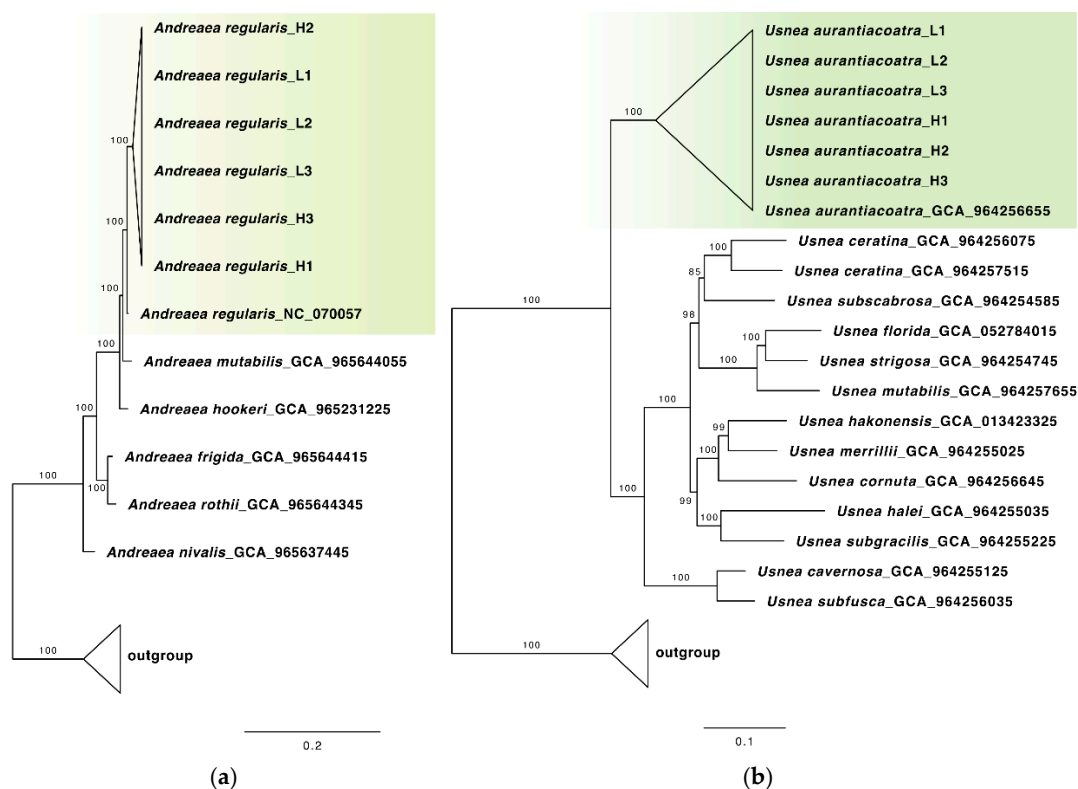 Andreaea regularis_H2
100
Andreaea regularis_L1
Andreaea regularis_L2
100
Andreaea regularis_L3
Andreaea regularis_H3
100
Andreaea regularis_H1
Andreaea regularis_NC_070057
100
Andreaea mutabilis_GCA_965644055
100
Andreaea hookeri_GCA_965231225
Andreaea frigida_GCA_965644415
100
100
Andreaea rothii_GCA_965644345
Andreaea nivalis_GCA_965637445
100
outgroup
0.2
(a)
Usnea aurantiacoatra_L1
Usnea aurantiacoatra_L2
Usnea aurantiacoatra_L3
100
Usnea aurantiacoatra_H1
Usnea aurantiacoatra_H2
Usnea aurantiacoatra_H3
Usnea aurantiacoatra_GCA_964256655
100
Usnea ceratina_GCA_964256075
85
Usnea ceratina_GCA_964257515
100
98
Usnea subscabrosa_GCA_964254585
Usnea florida_GCA_052784015
100
100
Usnea strigosa_GCA_964254745
Usnea mutabilis_GCA_964257655
100
99
Usnea hakonensis_GCA_013423325
100
Usnea merrillii_GCA_964255025
Usnea cornuta_GCA_964256645
100
99
Usnea halei_GCA_964255035
100
Usnea subgracilis_GCA_964255225
Usnea cavernosa_GCA_964255125
100
Usnea subfusca_GCA_964256035
100
outgroup
0.1
(b)